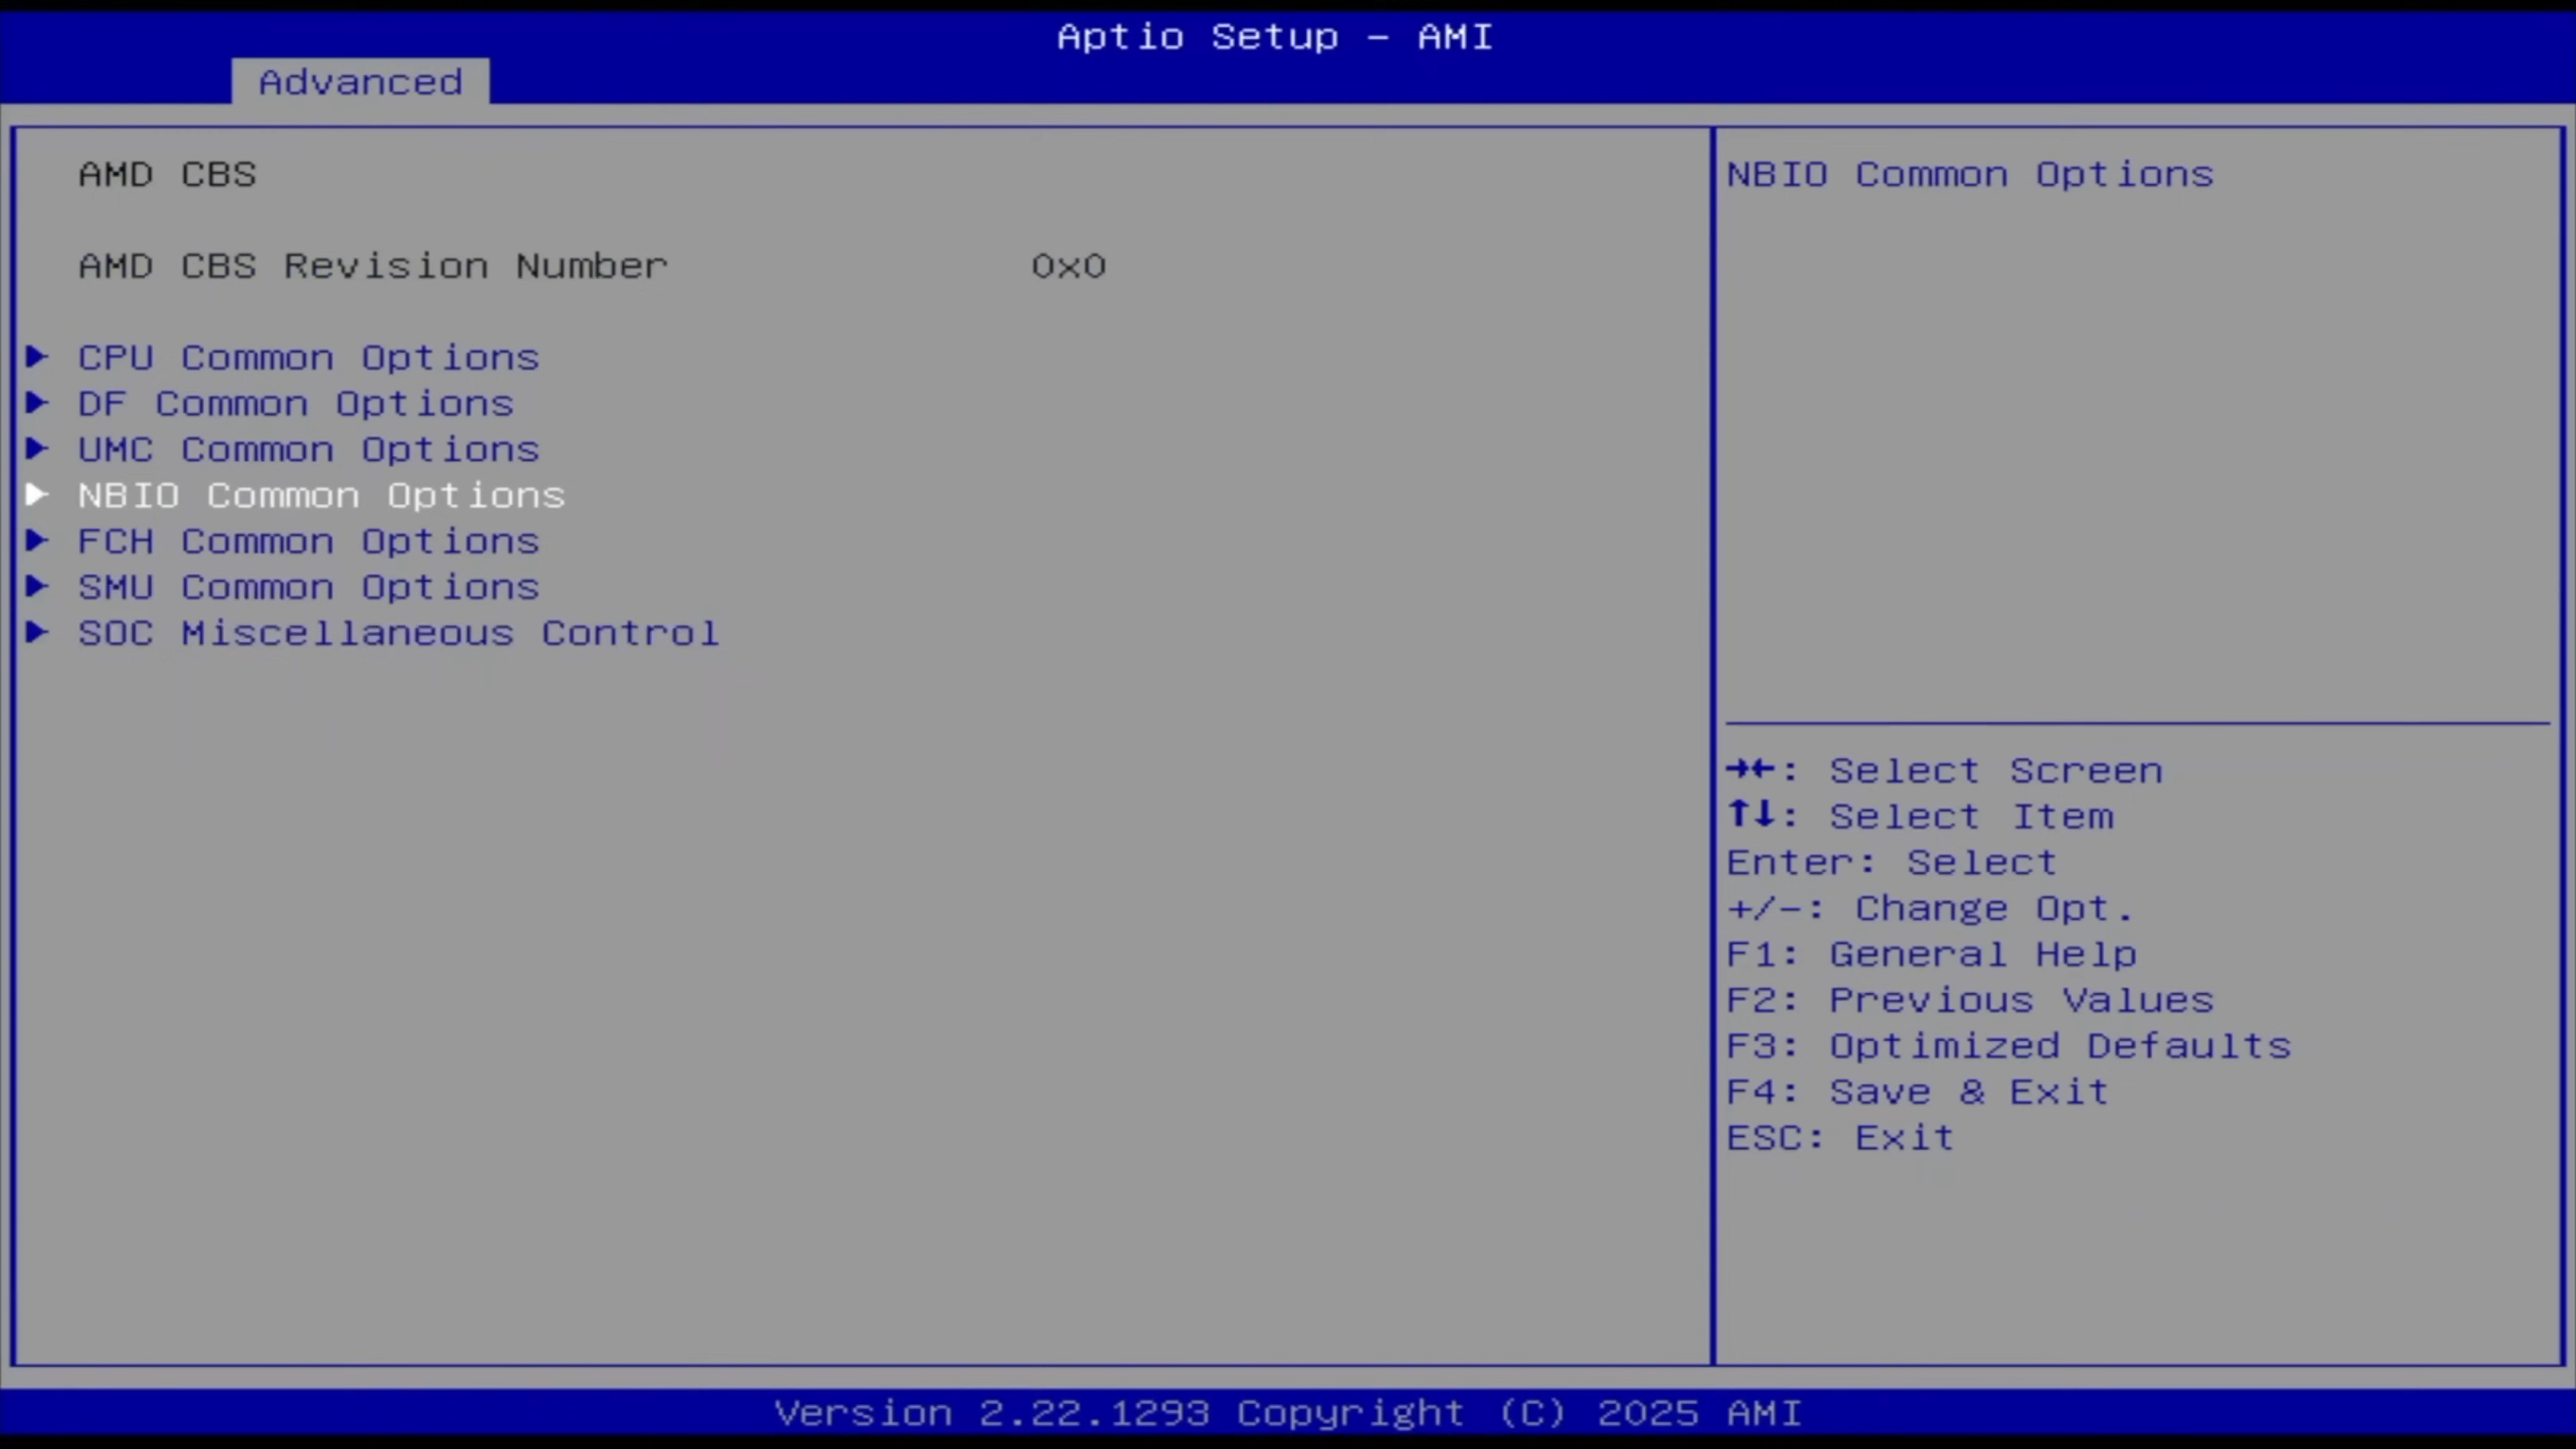 Aptio Setup - AMI
Advanced
AMD CBS
AMD CBS Revision Number 0x0
CPU Common Options
DF Common Options
UMC Common Options
NBIO Common Options
FCH Common Options
SMU Common Options
SOC Miscellaneous Control
NBIO Common Options
→←: Select Screen
↑↓: Select Item
Enter: Select
+/-: Change Opt.
F1: General Help
F2: Previous Values
F3: Optimized Defaults
F4: Save & Exit
ESC: Exit
Version 2.22.1293 Copyright (C) 2025 AMI